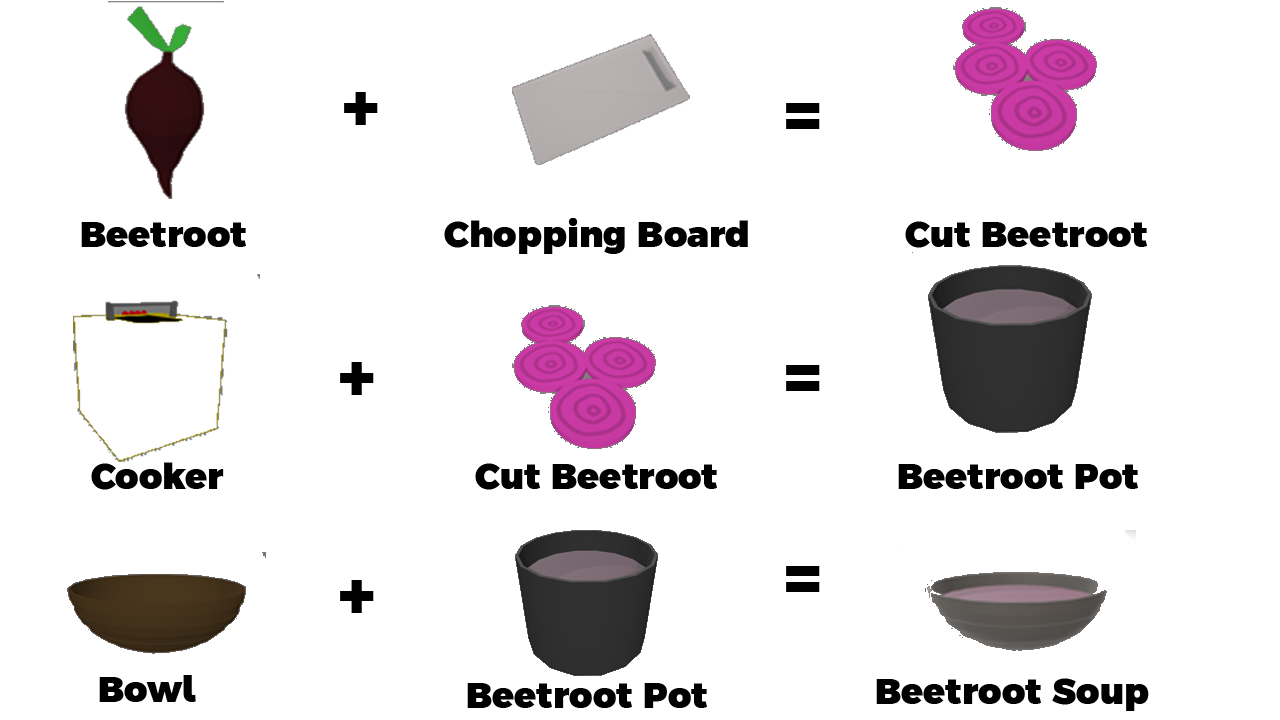 + =
Beetroot Chopping Board Cut Beetroot
+ =
Cooker Cut Beetroot Beetroot Pot
+ =
Bowl Beetroot Pot Beetroot Soup